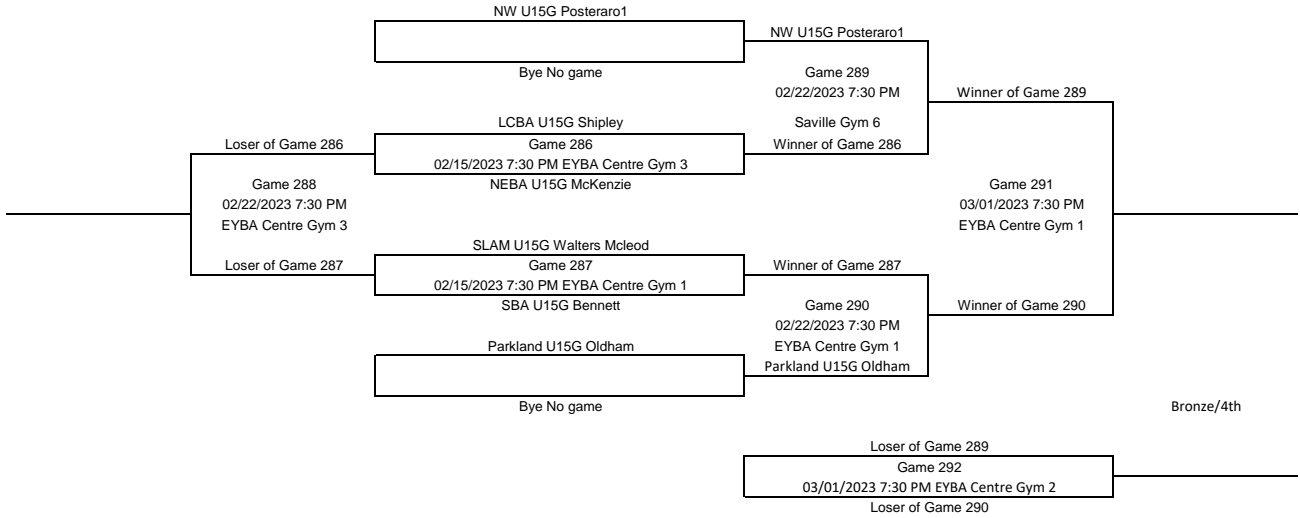 NW U15G Posteraro1
NW U15G Posteraro1
Bye No game
Game 289
02/22/2023 7:30 PM
Winner of Game 289
LCBA U15G Shipley
Saville Gym 6
Loser of Game 286
Game 286
Winner of Game 286
02/15/2023 7:30 PM EYBA Centre Gym 3
Game 288
NEBA U15G McKenzie
Game 291
02/22/2023 7:30 PM
03/01/2023 7:30 PM
EYBA Centre Gym 3
EYBA Centre Gym 1
SLAM U15G Walters Mcleod
Loser of Game 287
Game 287
Winner of Game 287
02/15/2023 7:30 PM EYBA Centre Gym 1
SBA U15G Bennett
Game 290
Winner of Game 290
02/22/2023 7:30 PM
Parkland U15G Oldham
EYBA Centre Gym 1
Parkland U15G Oldham
Bye No game
Bronze/4th
Loser of Game 289
Game 292
03/01/2023 7:30 PM EYBA Centre Gym 2
Loser of Game 290